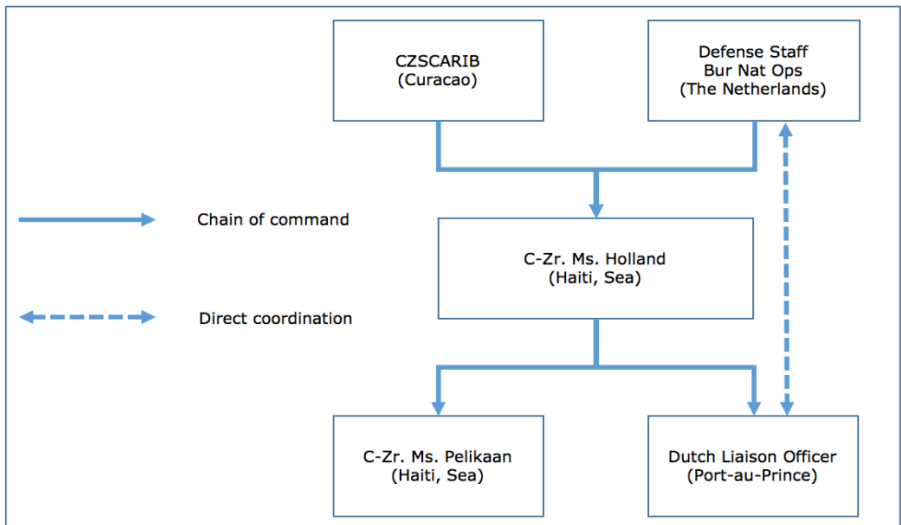 CZSCARIB
(Curacao)
Defense Staff
Bur Nat Ops
(The Netherlands)
Chain of command
C-Zr. Ms. Holland
(Haiti, Sea)
Direct coordination
C-Zr. Ms. Pelikaan
(Haiti, Sea)
Dutch Liaison Officer
(Port-au-Prince)